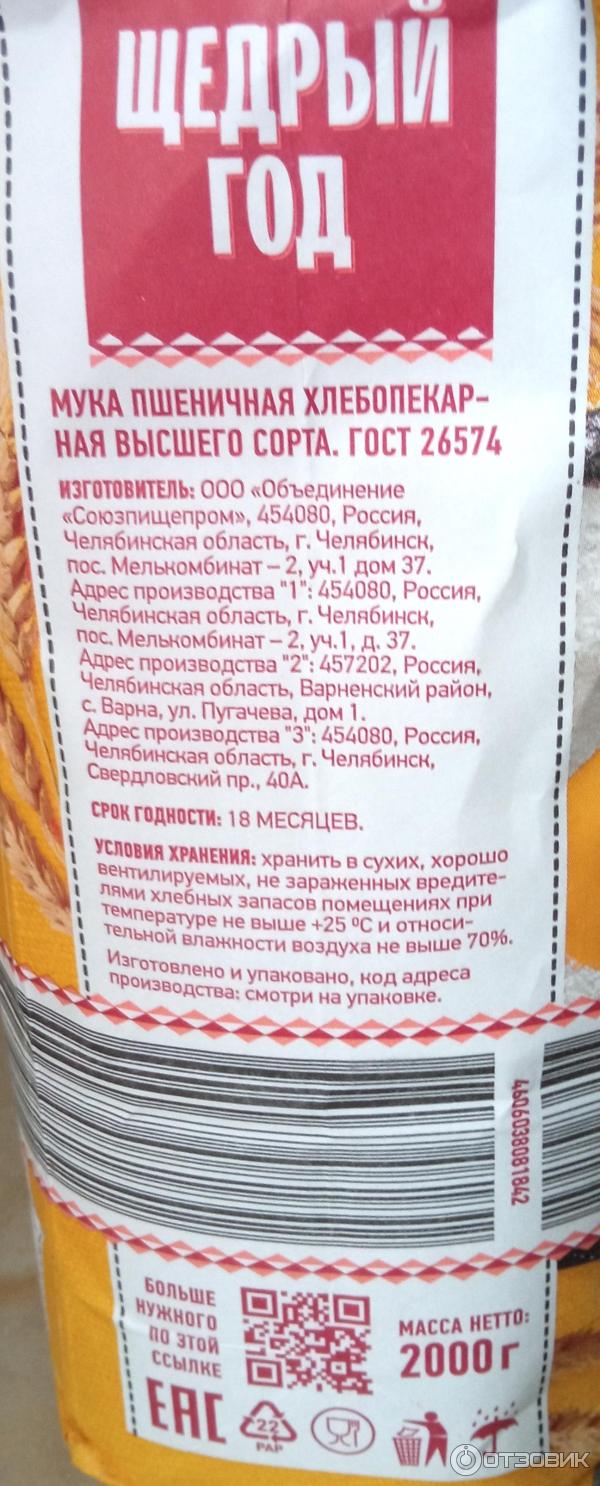 ЩЕДРЫЙ
ГОД
МУКА ПШЕНИЧНАЯ ХЛЕБОПЕКАР-
НАЯ ВЫСШЕГО СОРТА. ГОСТ 26574
ИЗГОТОВИТЕЛЬ: ООО «Объединение
«Союзпищепром», 454080, Россия,
Челябинская область, г. Челябинск,
пос. Мелькомбинат – 2, уч.1 дом 37.
Адрес производства "1": 454080, Россия,
Челябинская область, г. Челябинск,
пос. Мелькомбинат – 2, уч.1, д. 37.
Адрес производства "2": 457202, Россия,
Челябинская область, Варненский район,
с. Варна, ул. Пугачева, дом 1.
Адрес производства "3": 454080, Россия,
Челябинская область, г. Челябинск,
Свердловский пр., 40А.
СРОК ГОДНОСТИ: 18 МЕСЯЦЕВ.
УСЛОВИЯ ХРАНЕНИЯ: хранить в сухих, хорошо
вентилируемых, не зараженных вредите-
лями хлебных запасов помещениях при
температуре не выше +25 ºС и относи-
тельной влажности воздуха не выше 70%.
Изготовлено и упаковано, код адреса
производства: смотри на упаковке.
4606038081842
БОЛЬШЕ
НУЖНОГО
ПО ЭТОЙ
ССЫЛКЕ
МАССА НЕТТО:
2000 г
EAC
22
PAP
ОТЗОВИК